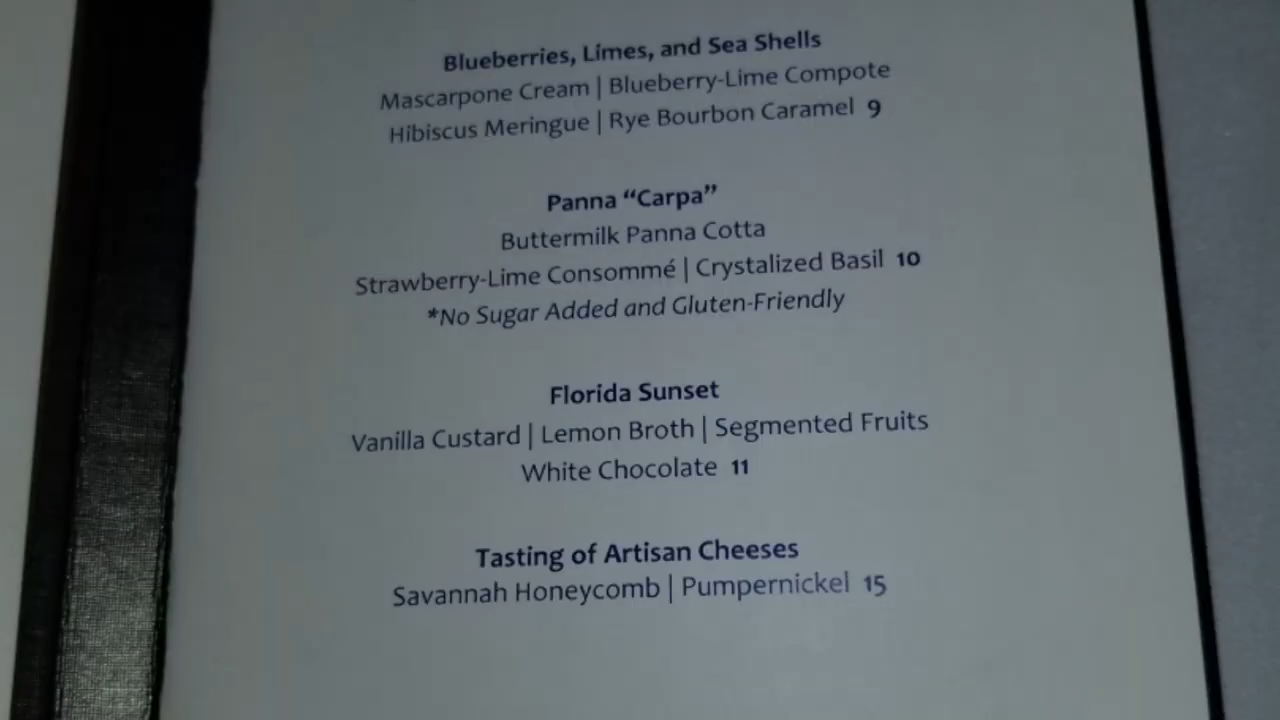 Blueberries, Limes, and Sea Shells
Mascarpone Cream | Blueberry-Lime Compote
Hibiscus Meringue | Rye Bourbon Caramel 9
Panna “Carpa”
Buttermilk Panna Cotta
Strawberry-Lime Consommé | Crystalized Basil 10
*No Sugar Added and Gluten-Friendly
Florida Sunset
Vanilla Custard | Lemon Broth | Segmented Fruits
White Chocolate 11
Tasting of Artisan Cheeses
Savannah Honeycomb | Pumpernickel 15